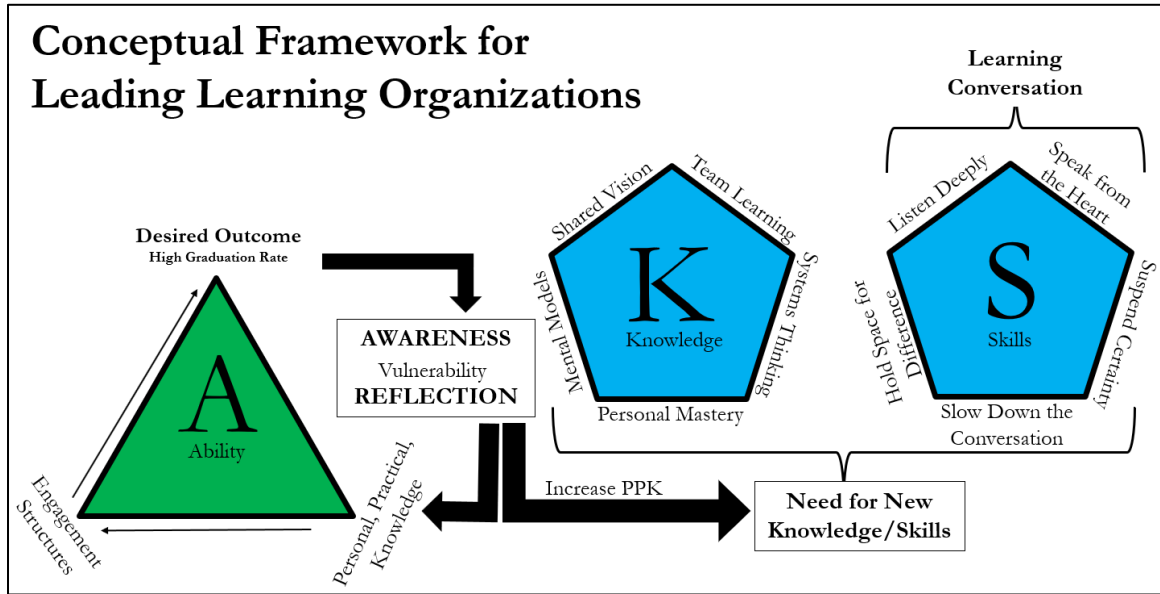 Conceptual Framework for
Leading Learning Organizations
Desired Outcome
High Graduation Rate
A
Ability
Engagement
Structures
Personal, Practical,
Knowledge
AWARENESS
Vulnerability
REFLECTION
Increase PPK
Need for New
Knowledge/Skills
Shared Vision
Team Learning
Mental Models
Systems Thinking
K
Knowledge
Personal Mastery
Learning
Conversation
Listen Deeply
Speak from
the Heart
Hold Space for
Difference
Suspend Certainty
S
Skills
Slow Down the
Conversation